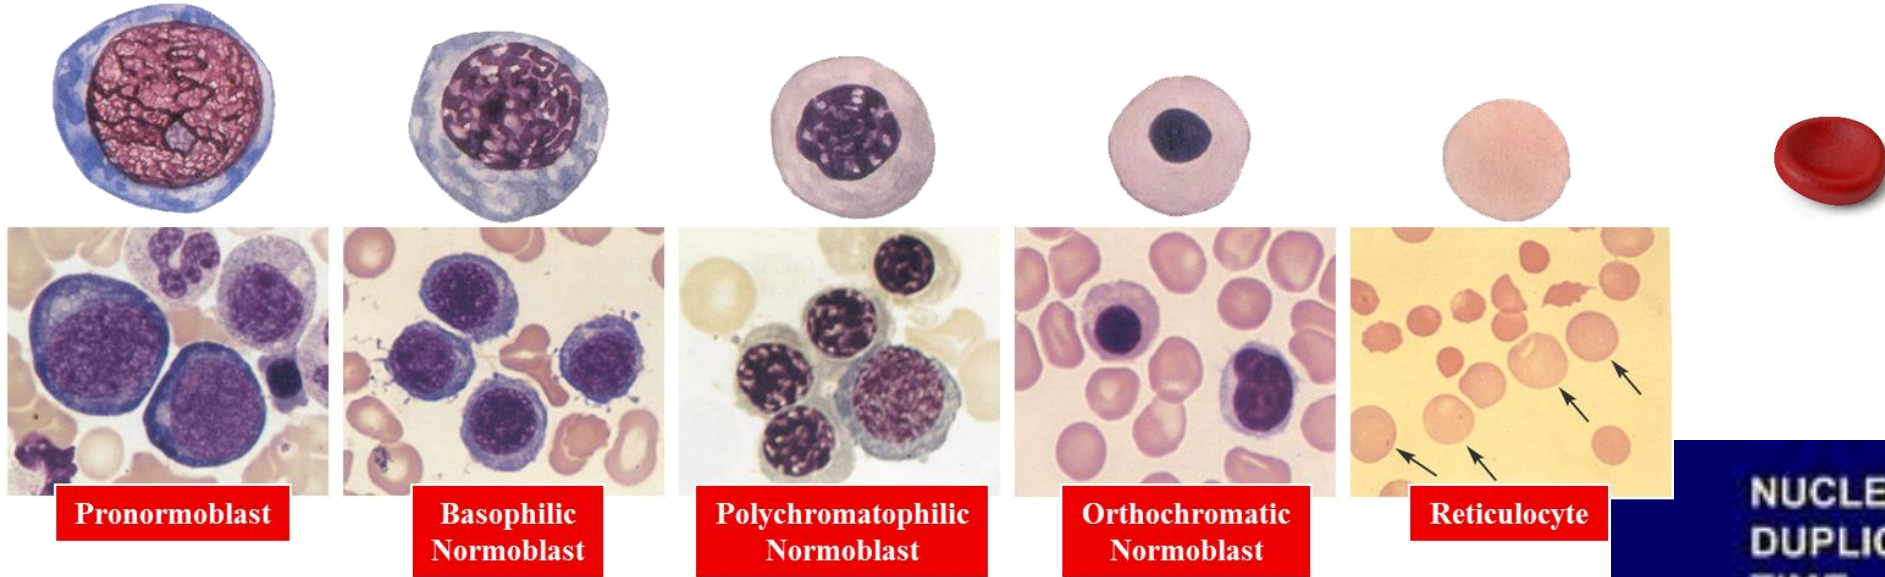 Pronormoblast
Basophilic
Normoblast
Polychromatophilic
Normoblast
Orthochromatic
Normoblast
Reticulocyte